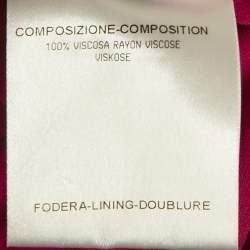 COMPOSIZIONE-COMPOSITION
100% VISCOSA RAYON VISCOSE
VISKOSE
FODERA-LINING-DOUBLURE